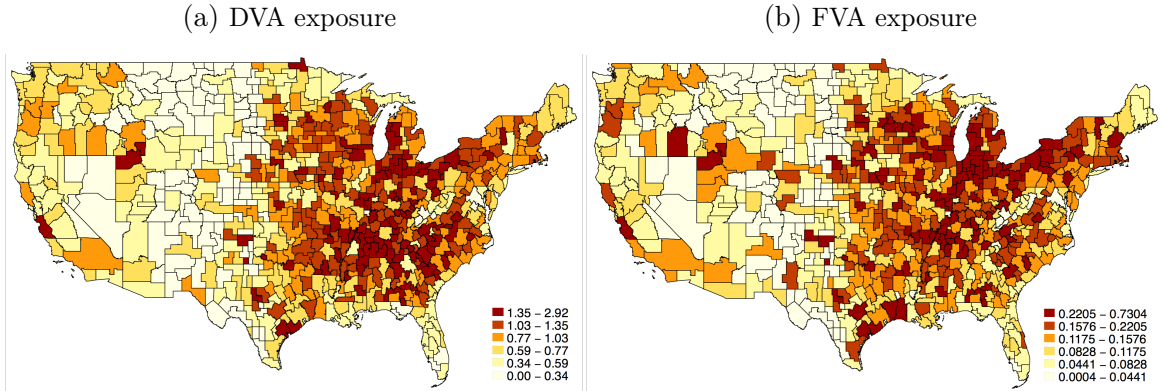 (a) DVA exposure
(b) FVA exposure
1.35 – 2.92
1.03 – 1.35
0.77 – 1.03
0.59 – 0.77
0.34 – 0.59
0.00 – 0.34
0.2205 – 0.7304
0.1576 – 0.2205
0.1175 – 0.1576
0.0828 – 0.1175
0.0441 – 0.0828
0.0004 – 0.0441